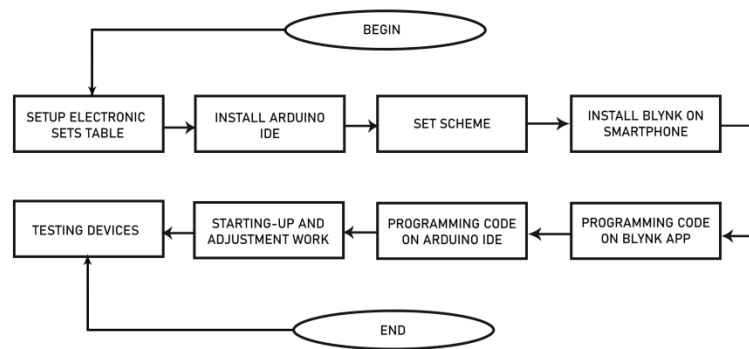 BEGIN
SETUP ELECTRONIC
SETS TABLE
INSTALL ARDUINO
IDE
SET SCHEME
INSTALL BLYNK ON
SMARTPHONE
PROGRAMMING CODE
ON BLYNK APP
PROGRAMMING CODE
ON ARDUINO IDE
STARTING-UP AND
ADJUSTMENT WORK
TESTING DEVICES
END